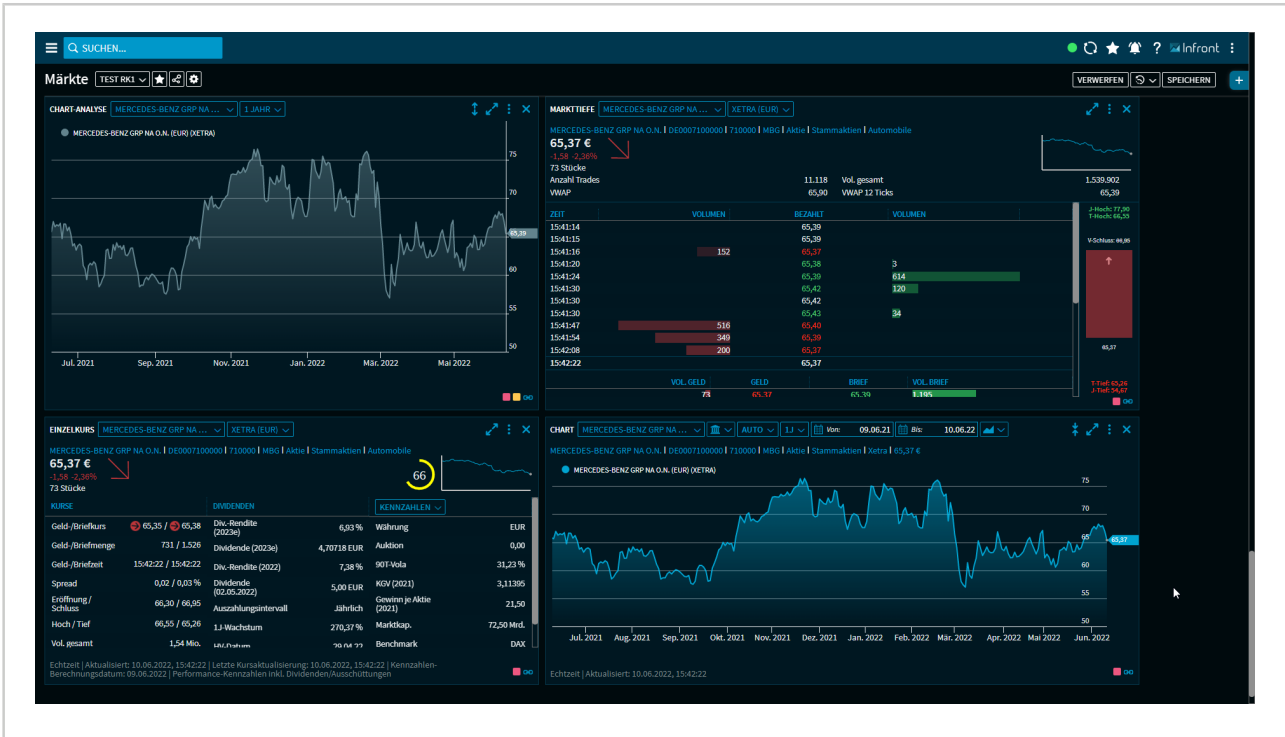 SUCHEN...
? Infront
Märkte TEST RK1
VERWERFEN SPEICHERN +
CHART-ANALYSE MERCEDES-BENZ GRP NA ... 1 JAHR
MERCEDES-BENZ GRP NA O.N. (EUR) (XETRA)
75
70
65,39
60
55
50
Jul. 2021 Sep. 2021 Nov. 2021 Jan. 2022 Mär. 2022 Mai 2022
MARKTTIEFE MERCEDES-BENZ GRP NA ... XETRA (EUR)
MERCEDES-BENZ GRP NA O.N. | DE0007100000 | 710000 | MBG | Aktie | Stammaktien | Automobile
65,37 €
-1,58 -2,36%
73 Stücke
Anzahl Trades 11.118 Vol. gesamt 1.539.902
VWAP 65,90 VWAP 12 Ticks 65,39
ZEIT VOLUMEN BEZAHLT VOLUMEN
15:41:14 65,39
15:41:15 65,39
15:41:16 152 65,37
15:41:20 65,38 3
15:41:24 65,39 614
15:41:30 65,42 120
15:41:30 65,42
15:41:30 65,43 34
15:41:47 516 65,40
15:41:54 349 65,39
15:42:08 200 65,37
15:42:22 65,37
VOL. GELD GELD BRIEF VOL. BRIEF
73 65,37 65,39 1.195
J-Hoch: 77,90
T-Hoch: 66,55
V-Schluss: 66,95
65,37
T-Tief: 65,26
J-Tief: 54,67
EINZELKURS MERCEDES-BENZ GRP NA ... XETRA (EUR)
MERCEDES-BENZ GRP NA O.N. | DE0007100000 | 710000 | MBG | Aktie | Stammaktien | Automobile
65,37 €
-1,58 -2,36%
73 Stücke
66
KURSE DIVIDENDEN KENNZAHLEN
Geld-/Briefkurs 65,35 / 65,38 Div.-Rendite (2023e) 6,93 % Währung EUR
Geld-/Briefmenge 731 / 1.526 Dividende (2023e) 4,70718 EUR Auktion 0,00
Geld-/Briefzeit 15:42:22 / 15:42:22 Div.-Rendite (2022) 7,38 % 90T-Vola 31,23 %
Spread 0,02 / 0,03 % Dividende (02.05.2022) 5,00 EUR KGV (2021) 3,11395
Eröffnung / Schluss 66,30 / 66,95 Auszahlungsintervall Jährlich Gewinn je Aktie (2021) 21,50
Hoch / Tief 66,55 / 65,26 1J-Wachstum 270,37 % Marktkap. 72,50 Mrd.
Vol. gesamt 1,54 Mio. HV-Datum 29.04.22 Benchmark DAX
Echtzeit | Aktualisiert: 10.06.2022, 15:42:22 | Letzte Kursaktualisierung: 10.06.2022, 15:42:22 | Kennzahlen-
Berechnungsdatum: 09.06.2022 | Performance-Kennzahlen inkl. Dividenden/Ausschüttungen
CHART MERCEDES-BENZ GRP NA ... AUTO 1J Von: 09.06.21 Bis: 10.06.22
MERCEDES-BENZ GRP NA O.N. | DE0007100000 | 710000 | MBG | Aktie | Stammaktien | Xetra | 65,37 €
MERCEDES-BENZ GRP NA O.N. (EUR) (XETRA)
75
70
65
65,37
60
55
50
Jul. 2021 Aug. 2021 Sep. 2021 Okt. 2021 Nov. 2021 Dez. 2021 Jan. 2022 Feb. 2022 Mär. 2022 Apr. 2022 Mai 2022 Jun. 2022
Echtzeit | Aktualisiert: 10.06.2022, 15:42:22